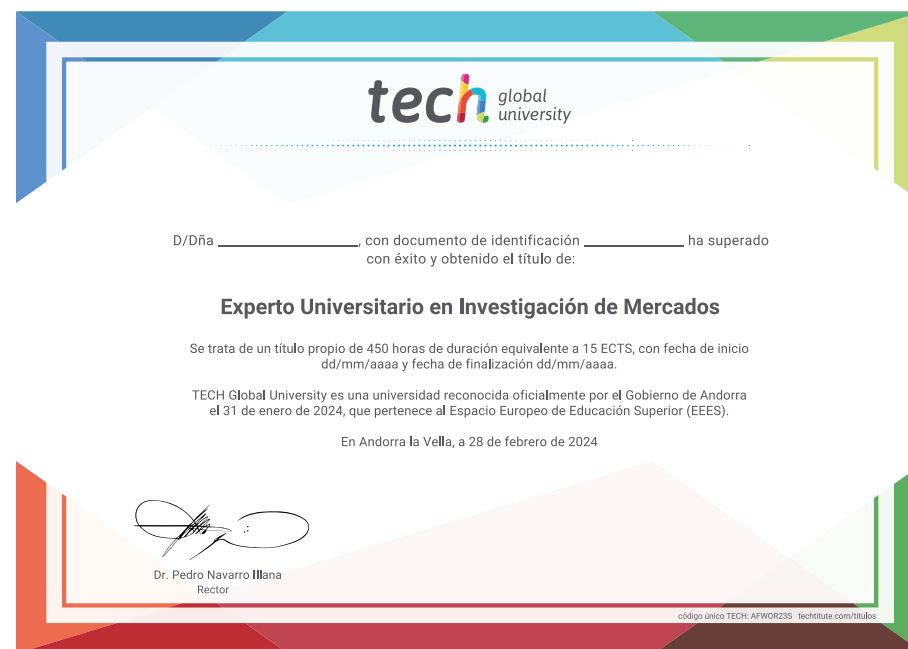 tech global university
D/Dña ________________, con documento de identificación ____________ ha superado
con éxito y obtenido el título de:
Experto Universitario en Investigación de Mercados
Se trata de un título propio de 450 horas de duración equivalente a 15 ECTS, con fecha de inicio
dd/mm/aaaa y fecha de finalización dd/mm/aaaa.
TECH Global University es una universidad reconocida oficialmente por el Gobierno de Andorra
el 31 de enero de 2024, que pertenece al Espacio Europeo de Educación Superior (EEES).
En Andorra la Vella, a 28 de febrero de 2024
Dr. Pedro Navarro Illana
Rector
código único TECH: AFWOR23S techtitute.com/titulos